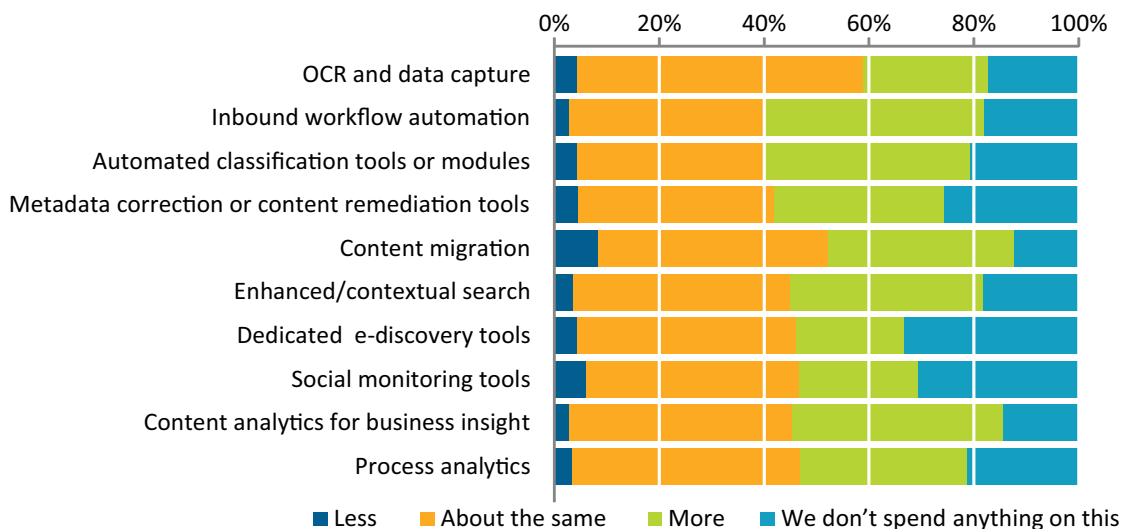 0% 20% 40% 60% 80% 100%
OCR and data capture
Inbound workflow automation
Automated classification tools or modules
Metadata correction or content remediation tools
Content migration
Enhanced/contextual search
Dedicated  e-discovery tools
Social monitoring tools
Content analytics for business insight
Process analytics
Less About the same More We don’t spend anything on this